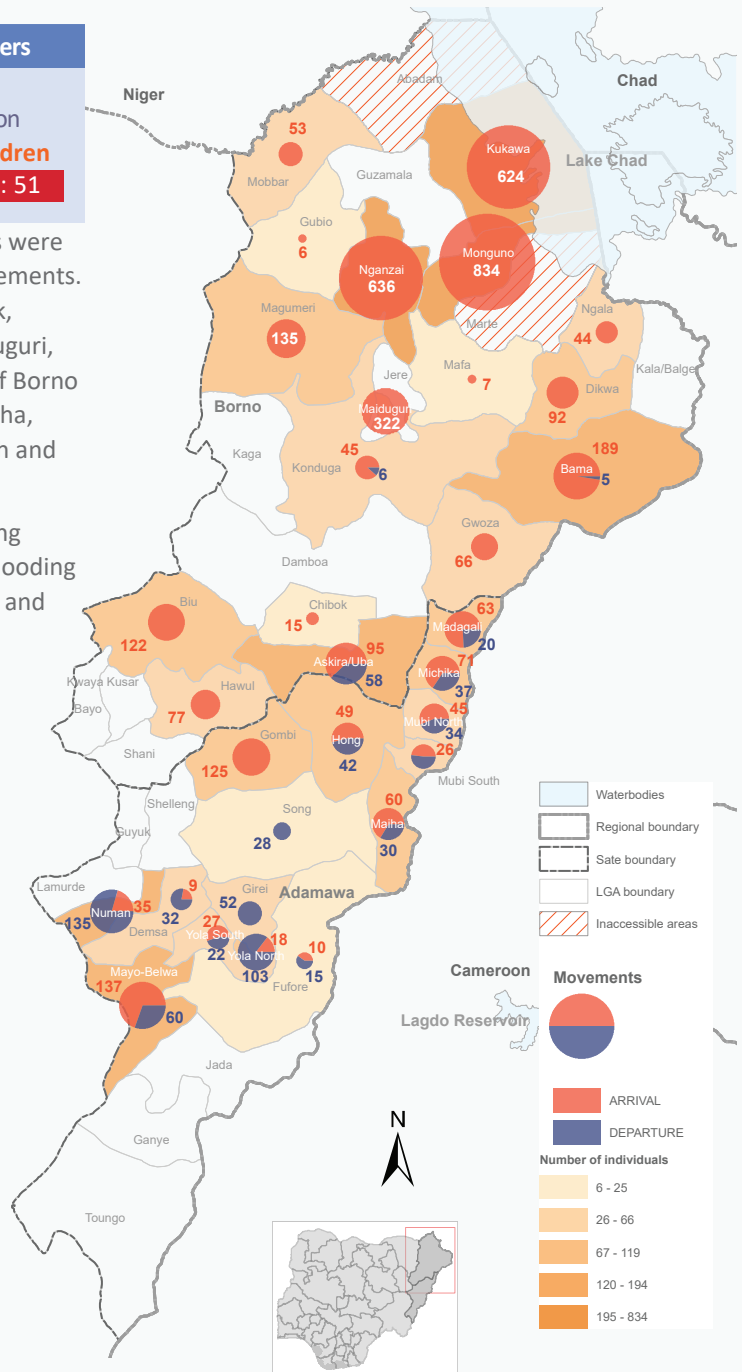 ers
on
dren
: 51
s were
ements.
k,
uguri,
f Borno
ha,
n and
ng
ooding
and
Niger
Chad
Abadam
Lake Chad
53
Mobbar
Kukawa
624
Guzamala
Gubio
6
Nganzai
636
Monguno
834
Magumeri
135
Marte
Ngala
44
Mafa
7
Kala/Balge
Jere
Dikwa
92
Borno
Maiduguri
322
Kaga
45
Konduga
6
189
Bama
5
Gwoza
66
Damboa
Chibok
15
63
Madagali
20
Biu
122
95
Askira/Uba
58
71
Michika
37
Kwaya Kusar
Bayo
Hawul
77
45
Mubi North
34
49
Hong
42
26
Mubi South
Shani
Gombi
125
Shelleng
Guyuk
Song
28
60
Maiha
30
Lamurde
9
32
Girei
52
Adamawa
35
Numan
135
Demsa
27
Yola South
22
18
Yola North
103
10
15
Fufore
Mayo-Belwa
137
60
Jada
Ganye
Toungo
Cameroon
Lagdo Reservoir
N
Waterbodies
Regional boundary
Sate boundary
LGA boundary
Inaccessible areas
Movements
ARRIVAL
DEPARTURE
Number of individuals
6 - 25
26 - 66
67 - 119
120 - 194
195 - 834